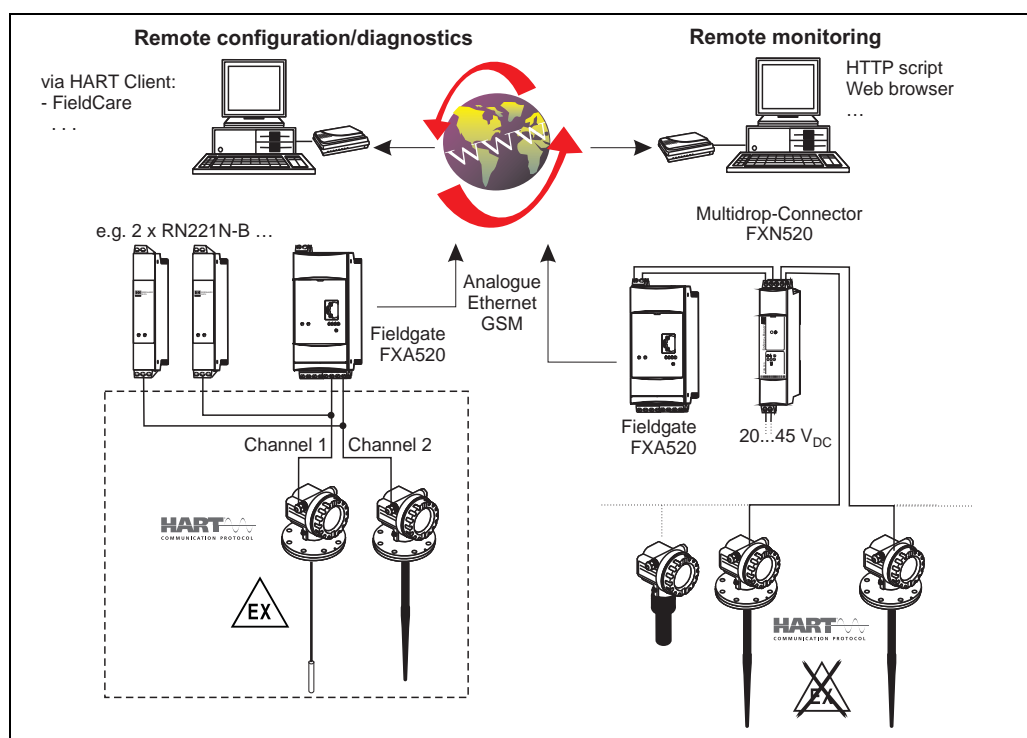 Remote configuration/diagnostics
Remote monitoring
via HART Client:
- FieldCare
. . .
HTTP script
Web browser
...
WWW
Multidrop-Connector
FXN520
e.g. 2 x RN221N-B ...
Analogue
Ethernet
GSM
Fieldgate
FXA520
Fieldgate
FXA520
20...45 VDC
Channel 1
Channel 2
HART
COMMUNICATION PROTOCOL
EX
HART
COMMUNICATION PROTOCOL
EX